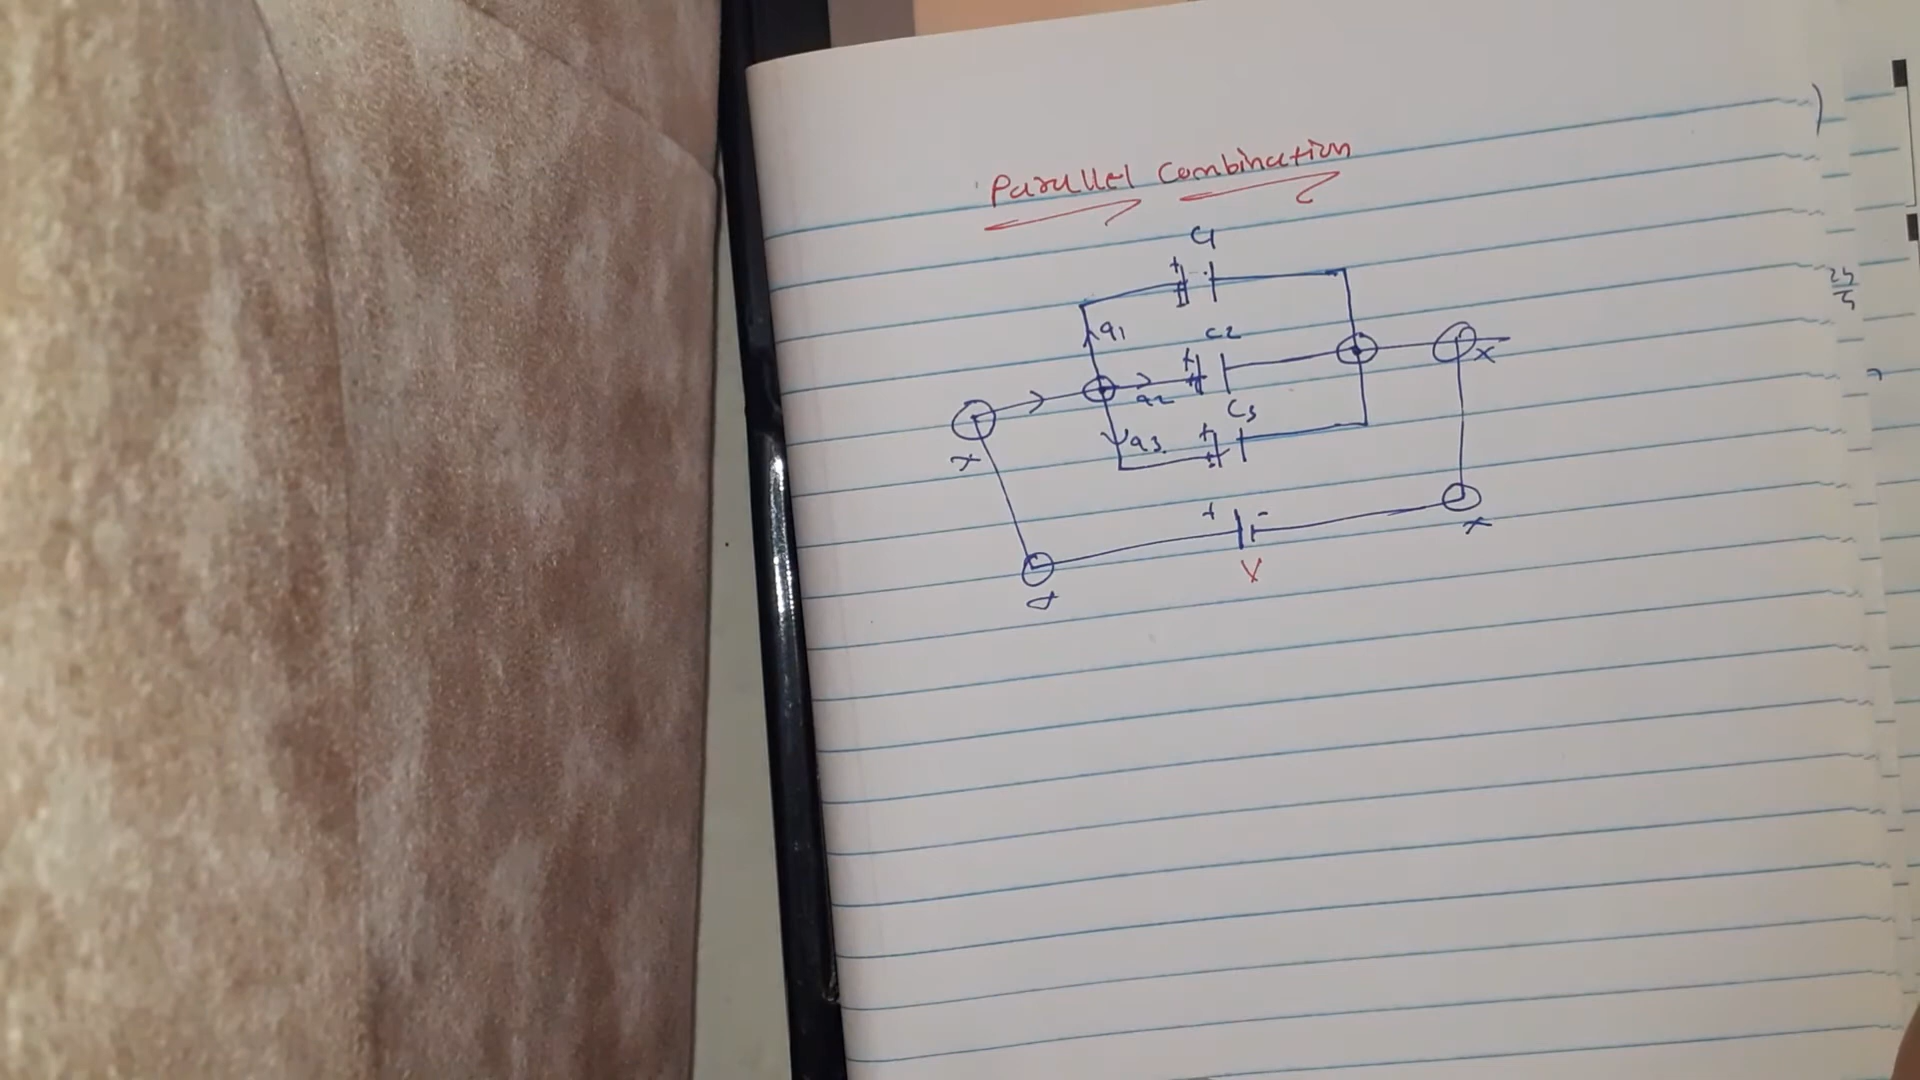 Parallel Combination
C1
+
q1
C2
+
q2
C3
+
q3
x
x
+ -
x
V